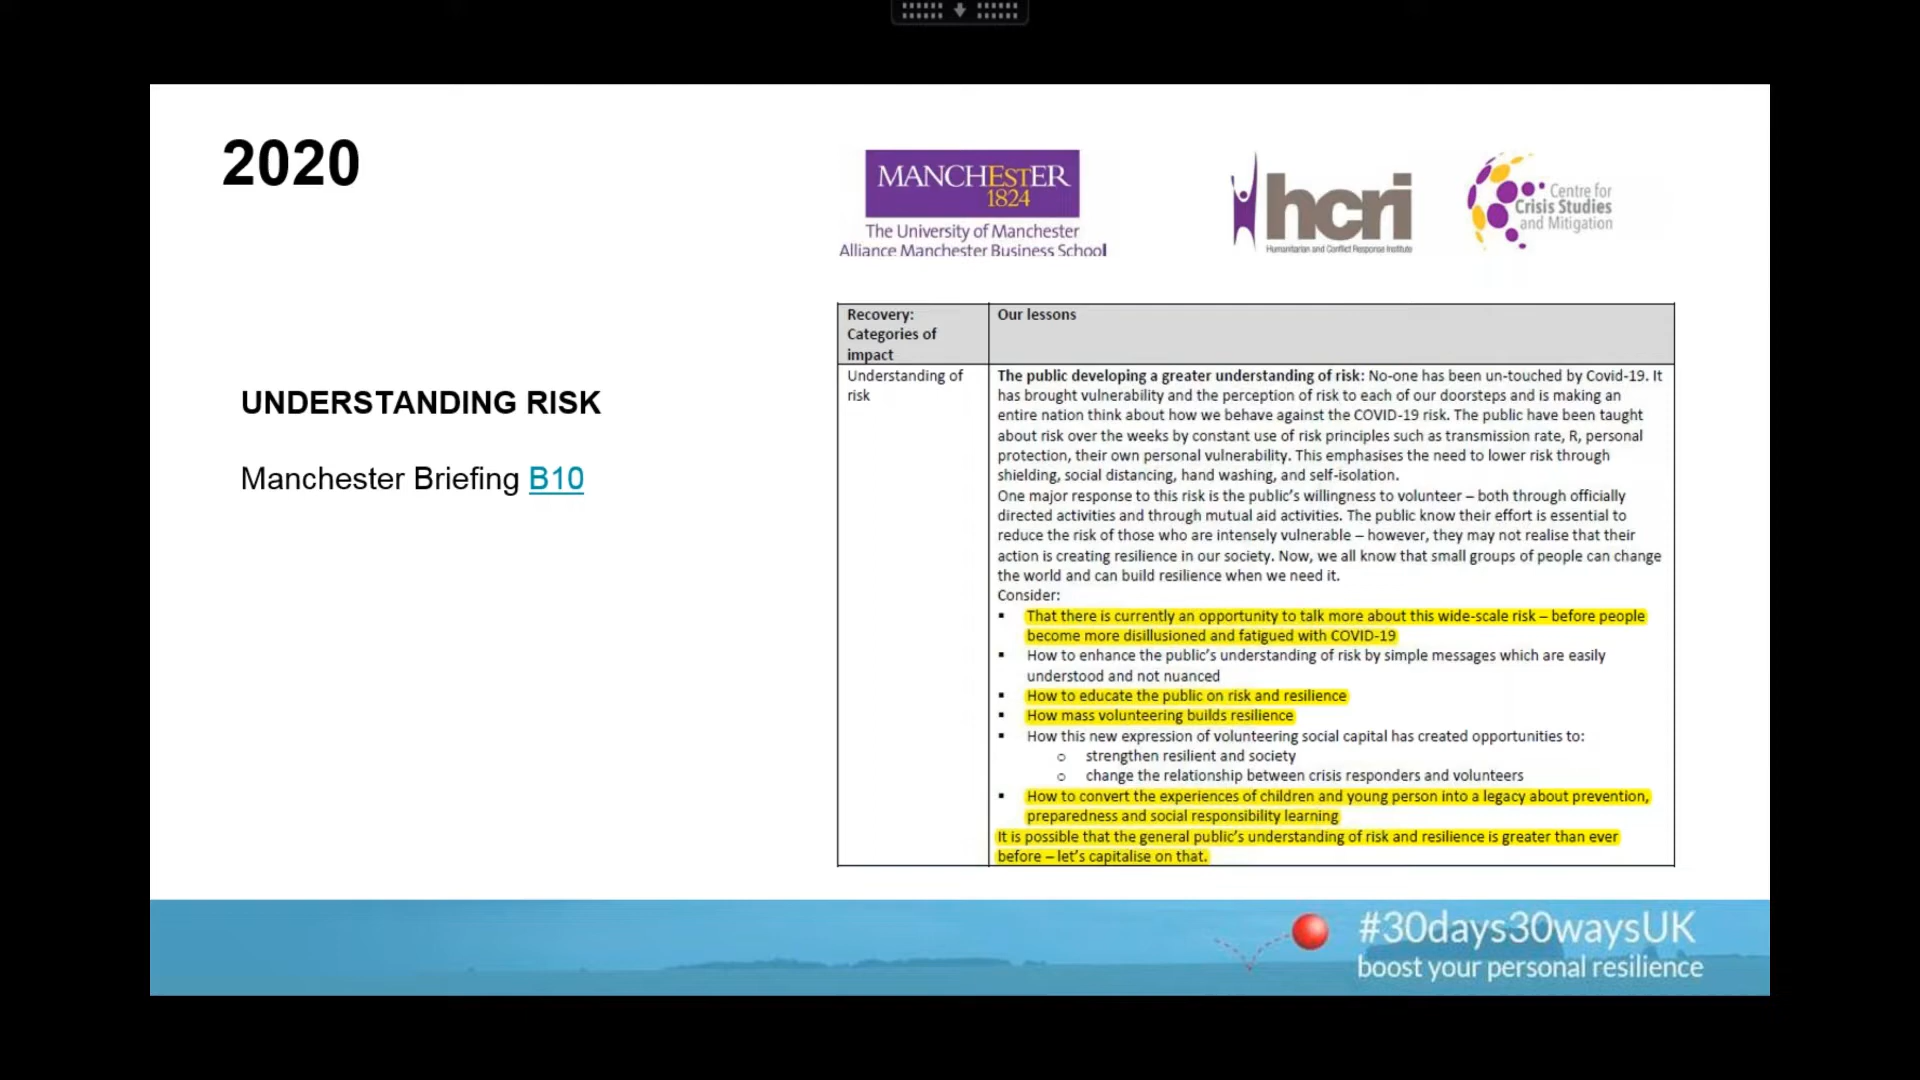 2020
MANCHESTER
1824
The University of Manchester
Alliance Manchester Business School
hcri
Humanitarian and Conflict Response Institute
Centre for
Crisis Studies
and Mitigation
UNDERSTANDING RISK
Manchester Briefing B10
Recovery:
Categories of
impact
Our lessons
Understanding of
risk
The public developing a greater understanding of risk: No-one has been un-touched by Covid-19. It
has brought vulnerability and the perception of risk to each of our doorsteps and is making an
entire nation think about how we behave against the COVID-19 risk. The public have been taught
about risk over the weeks by constant use of risk principles such as transmission rate, R, personal
protection, their own personal vulnerability. This emphasises the need to lower risk through
shielding, social distancing, hand washing, and self-isolation.
One major response to this risk is the public's willingness to volunteer – both through officially
directed activities and through mutual aid activities. The public know their effort is essential to
reduce the risk of those who are intensely vulnerable – however, they may not realise that their
action is creating resilience in our society. Now, we all know that small groups of people can change
the world and can build resilience when we need it.
Consider:
▪ That there is currently an opportunity to talk more about this wide-scale risk – before people
become more disillusioned and fatigued with COVID-19
▪ How to enhance the public's understanding of risk by simple messages which are easily
understood and not nuanced
▪ How to educate the public on risk and resilience
▪ How mass volunteering builds resilience
▪ How this new expression of volunteering social capital has created opportunities to:
o strengthen resilient and society
o change the relationship between crisis responders and volunteers
▪ How to convert the experiences of children and young person into a legacy about prevention,
preparedness and social responsibility learning
It is possible that the general public's understanding of risk and resilience is greater than ever
before – let's capitalise on that.
#30days30waysUK
boost your personal resilience